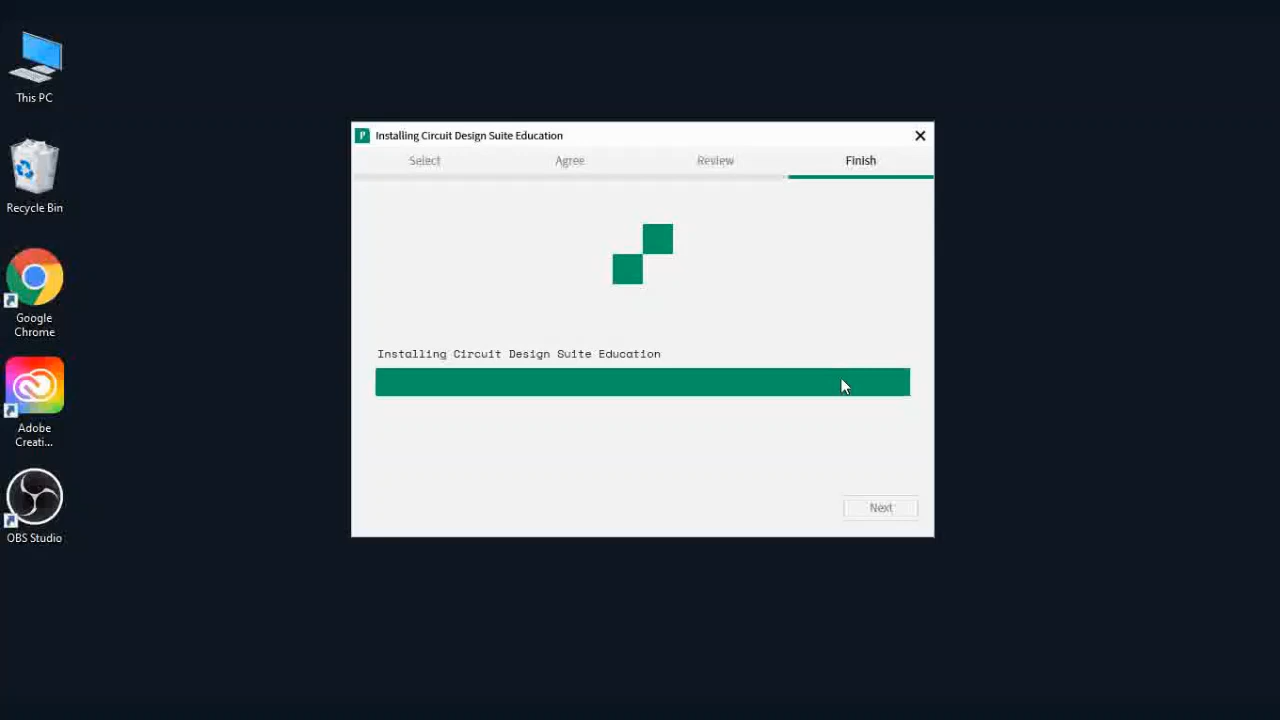 This PC
Recycle Bin
Google
Chrome
Adobe
Creati...
OBS Studio
P Installing Circuit Design Suite Education
Select Agree Review Finish
Installing Circuit Design Suite Education
Next